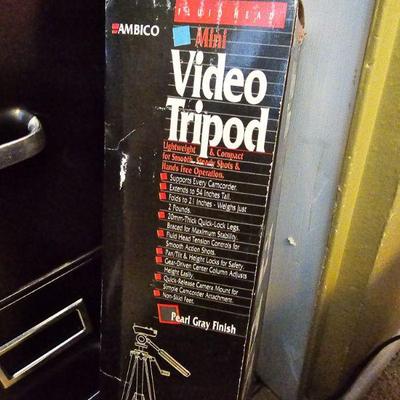 FLUID HEAD
AMBICO
Mini
Video
Tripod
Lightweight & Compact
for Smooth, Steady Shots &
Hands Free Operation.
Supports Every Camcorder.
Extends to 54 Inches Tall.
Folds to 21 Inches - Weighs Just
2 Pounds.
20mm-Thick Quick-Lock Legs,
Braced for Maximum Stability.
Fluid Head Tension Controls for
Smooth Action Shots.
Pan/Tilt & Height Locks for Safety.
Gear-Driven Center Column Adjusts
Height Easily.
Quick-Release Camera Mount for
Simple Camcorder Attachment.
Non-Skid Feet.
Pearl Gray Finish